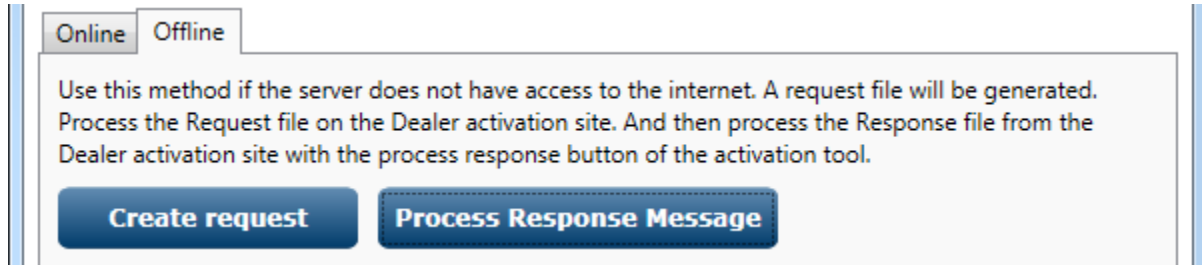 Online Offline
Use this method if the server does not have access to the internet. A request file will be generated.
Process the Request file on the Dealer activation site. And then process the Response file from the
Dealer activation site with the process response button of the activation tool.
Create request Process Response Message